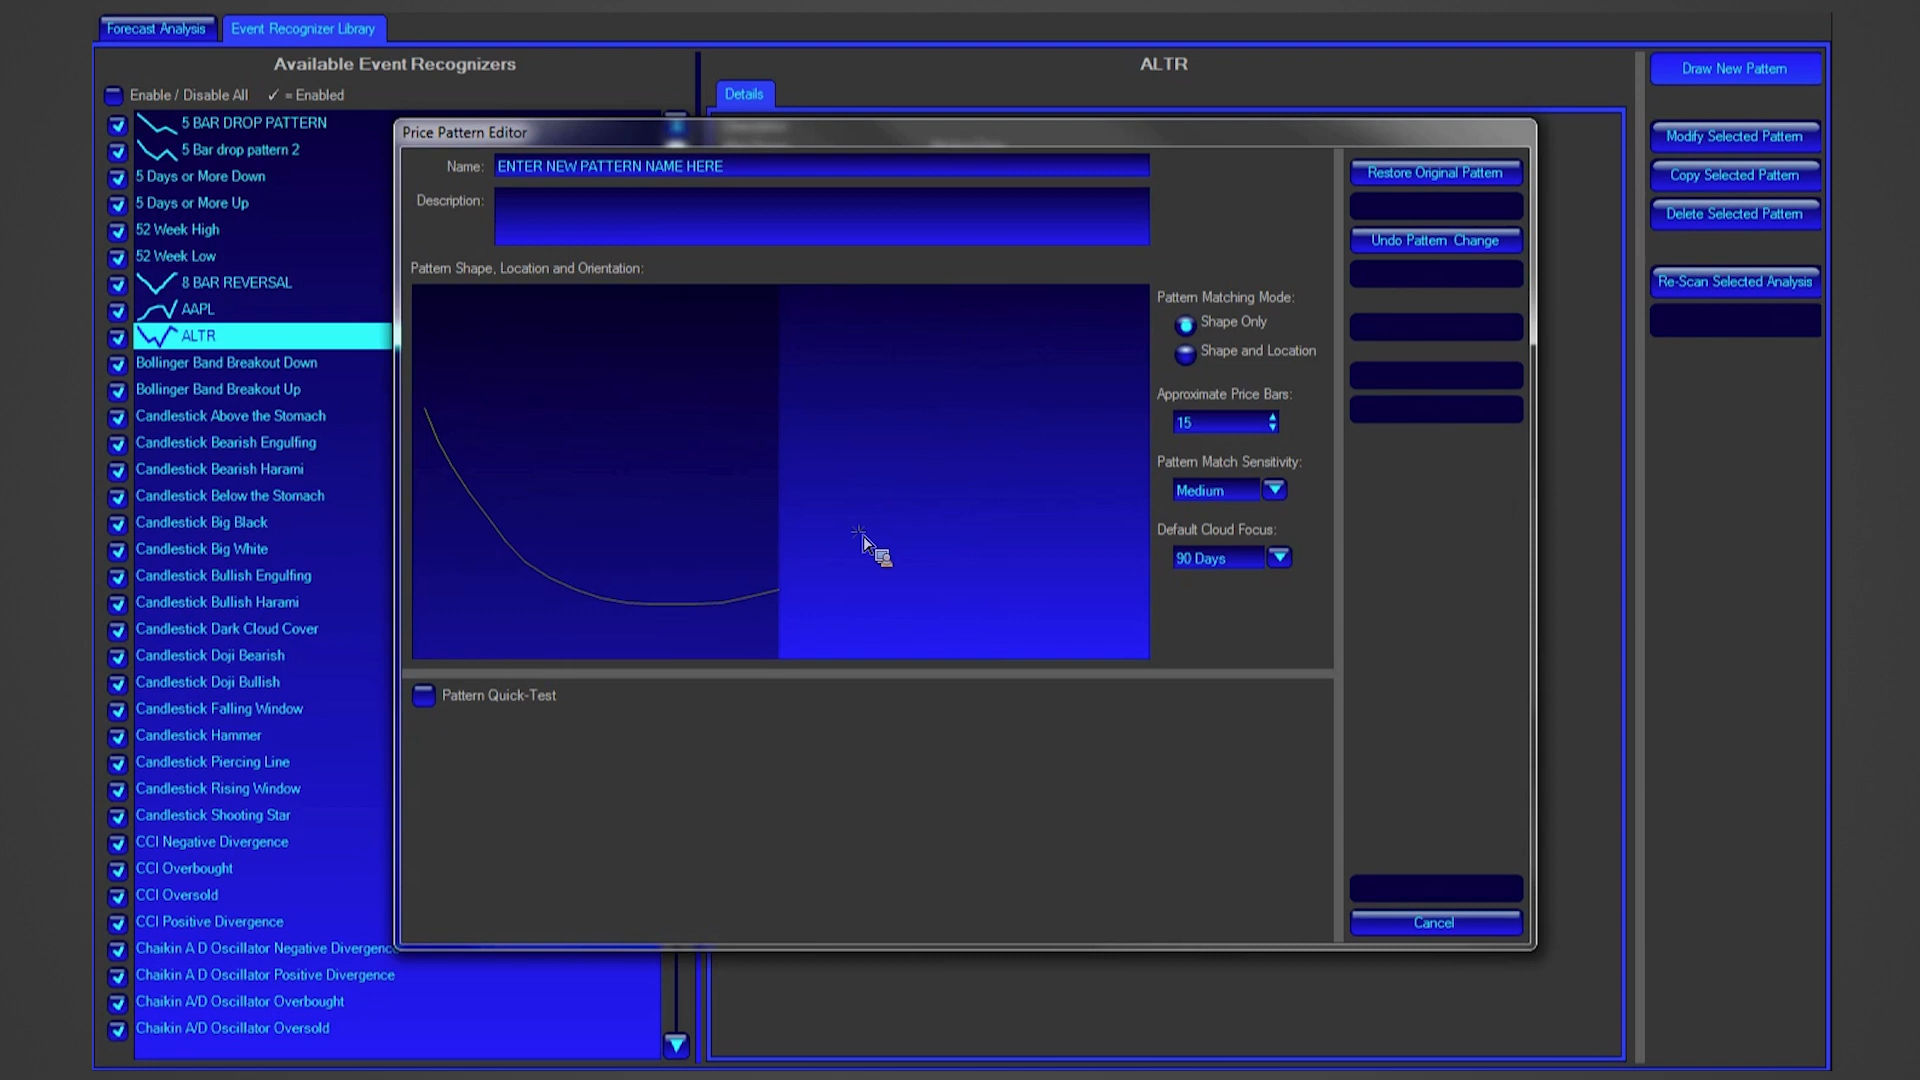 Forecast Analysis
Event Recognizer Library
Available Event Recognizers
ALTR
Draw New Pattern
Enable / Disable All ✓ = Enabled
Details
5 BAR DROP PATTERN
5 Bar drop pattern 2
5 Days or More Down
5 Days or More Up
52 Week High
52 Week Low
8 BAR REVERSAL
AAPL
ALTR
Bollinger Band Breakout Down
Bollinger Band Breakout Up
Candlestick Above the Stomach
Candlestick Bearish Engulfing
Candlestick Bearish Harami
Candlestick Below the Stomach
Candlestick Big Black
Candlestick Big White
Candlestick Bullish Engulfing
Candlestick Bullish Harami
Candlestick Dark Cloud Cover
Candlestick Doji Bearish
Candlestick Doji Bullish
Candlestick Falling Window
Candlestick Hammer
Candlestick Piercing Line
Candlestick Rising Window
Candlestick Shooting Star
CCI Negative Divergence
CCI Overbought
CCI Oversold
CCI Positive Divergence
Chaikin A D Oscillator Negative Divergence
Chaikin A D Oscillator Positive Divergence
Chaikin A/D Oscillator Overbought
Chaikin A/D Oscillator Oversold
Price Pattern Editor
Name: ENTER NEW PATTERN NAME HERE
Description:
Pattern Shape, Location and Orientation:
Pattern Matching Mode:
Shape Only
Shape and Location
Approximate Price Bars:
15
Pattern Match Sensitivity:
Medium
Default Cloud Focus:
90 Days
Pattern Quick-Test
Restore Original Pattern
Undo Pattern Change
Cancel
Modify Selected Pattern
Copy Selected Pattern
Delete Selected Pattern
Re-Scan Selected Analysis